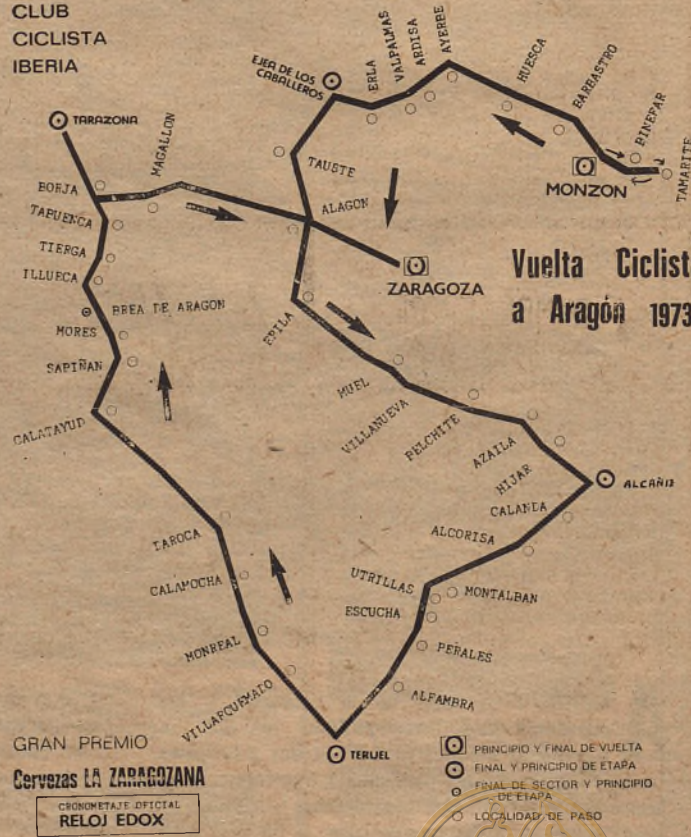 CLUB
CICLISTA
IBERIA
TARAZONA
EJEA DE LOS
CABALLEROS
ERLA
VALPALMAS
ARDISA
AYERBE
HUESCA
BARBASTRO
BINEFAR
TAMARITE
MONZON
MAGALLON
TAUSTE
BORJA
ALAGON
TABUENCA
TIERGA
ILLUECA
ZARAGOZA
Vuelta Ciclista
a Aragón 1973
BREA DE ARAGON
EPILA
MORES
SAPIÑAN
MUEL
VILLANUEVA
BELCHITE
CALATAYUD
AZAILA
HIJAR
ALCAÑIZ
CALANDA
DAROCA
ALCORISA
CALAMOCHA
UTRILLAS
MONTALBAN
ESCUCHA
MONREAL
PERALES
VILLARQUEMADO
ALFAMBRA
TERUEL
GRAN PREMIO
Cervezas LA ZARAGOZANA
CRONOMETAJE OFICIAL
RELOJ EDOX
PRINCIPIO Y FINAL DE VUELTA
FINAL Y PRINCIPIO DE ETAPA
FINAL DE SECTOR Y PRINCIPIO
DE ETAPA
LOCALIDAD DE PASO